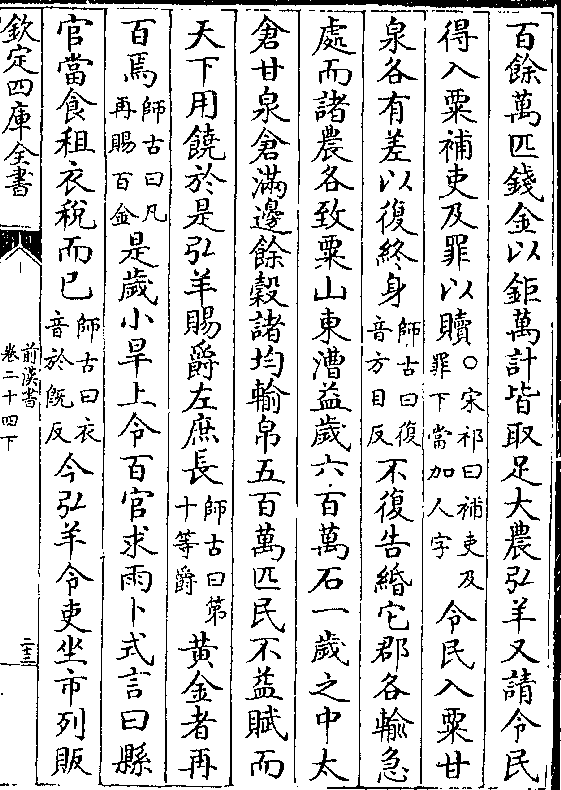 百餘萬匹錢金以鉅萬計皆取足大農弘羊又請令民
得入粟補吏及罪以贖○宋祁曰補吏及罪下當加人字令民入粟甘
泉各有差以復終身師古曰復音方目反不復告緡它郡各輸急
處而諸農各致粟山東漕益歲六百萬石一歲之中太
倉甘泉倉滿邊餘穀諸均輸帛五百萬匹民不益賦而
天下用饒於是弘羊賜爵左庶長師古曰第十等爵黃金者再
百焉師古曰凡再賜百金是歲小旱上令百官求雨卜式言曰縣
官當食租衣稅而已師古曰衣音於既反今弘羊令吏坐市列販
欽定四庫全書
前漢書
卷二十四下
二十三